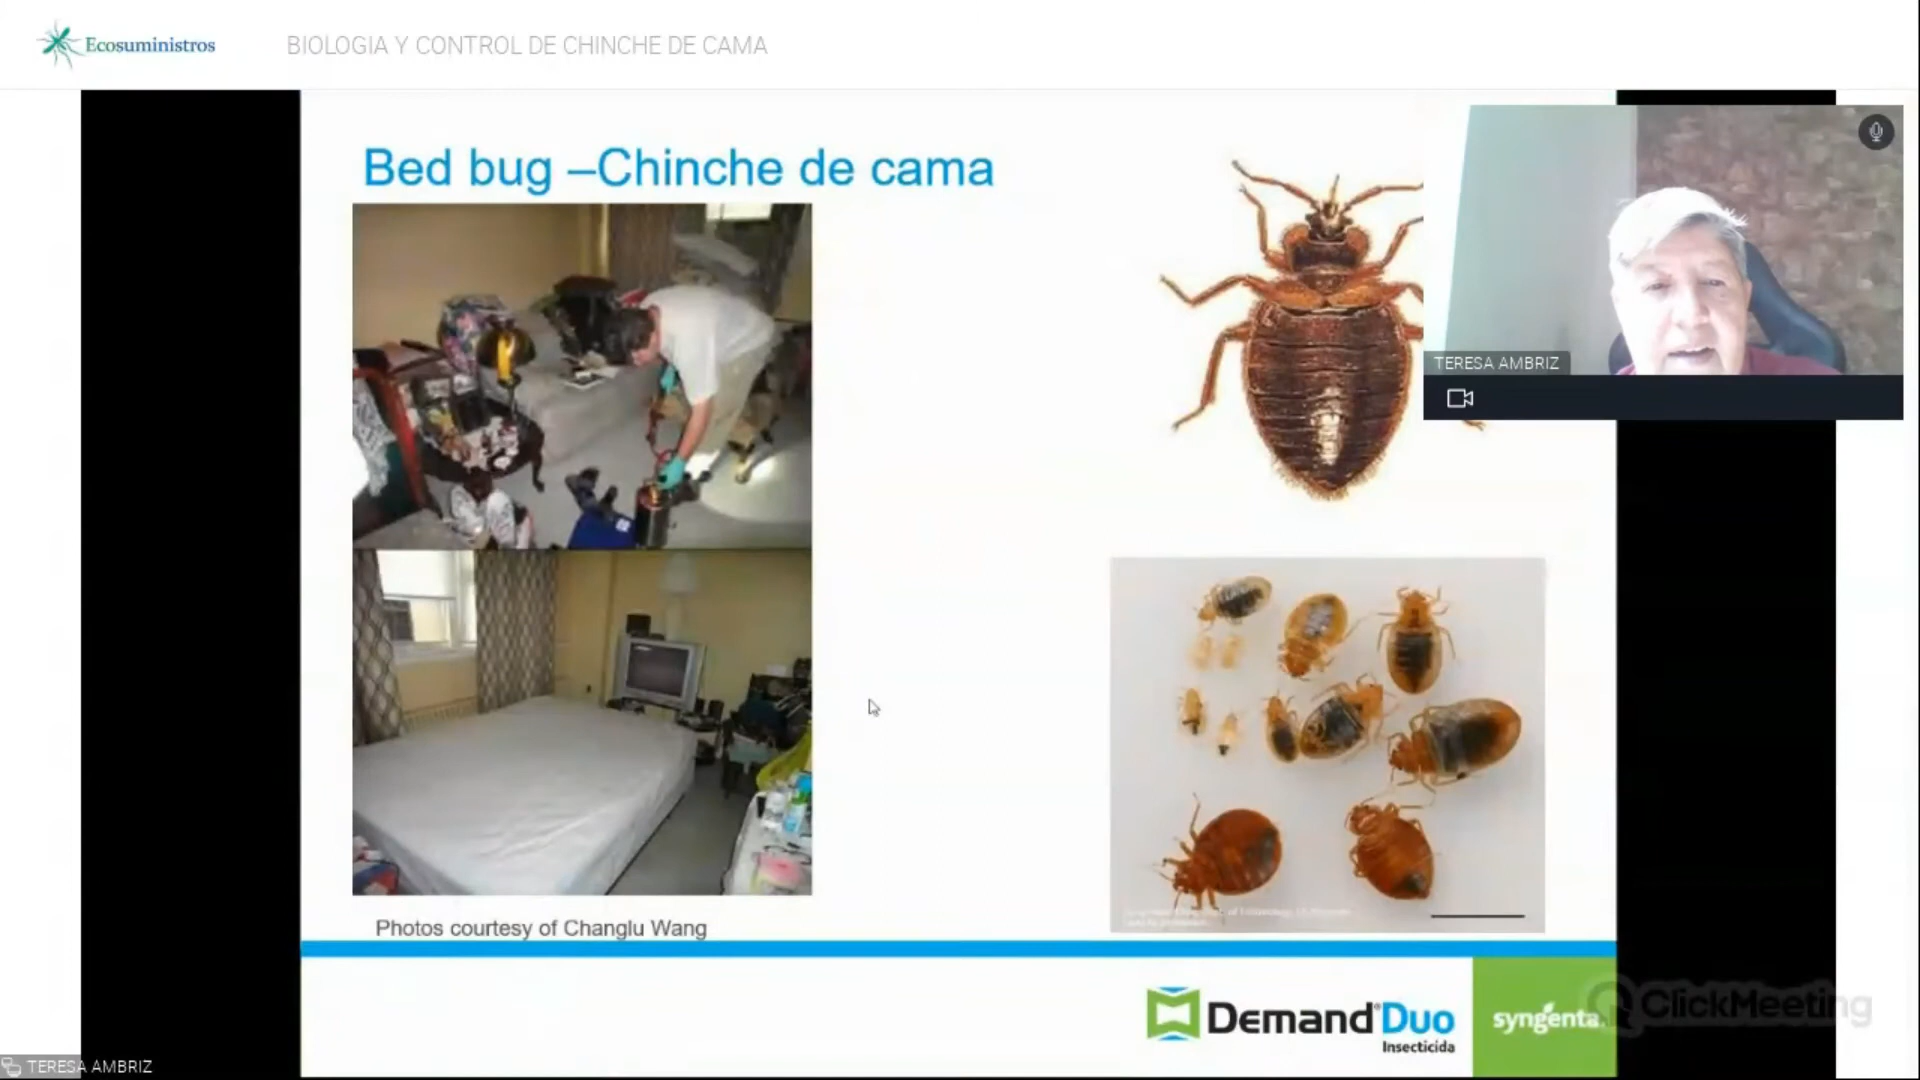 Ecosuministros
BIOLOGIA Y CONTROL DE CHINCHE DE CAMA
Bed bug –Chinche de cama
TERESA AMBRIZ
Photos courtesy of Changlu Wang
Demand® Duo
Insecticida
syngenta.
ClickMeeting
TERESA AMBRIZ